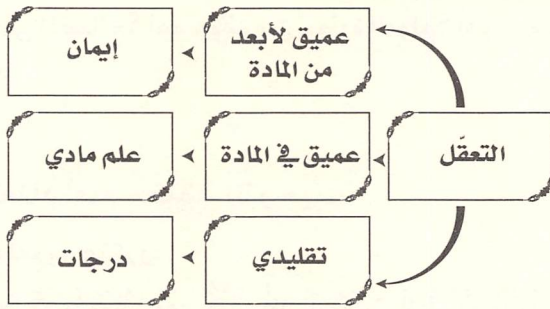 التعقّل
عميق لأبعد
من المادة
إيمان
عميق في المادة
علم مادي
تقليدي
درجات